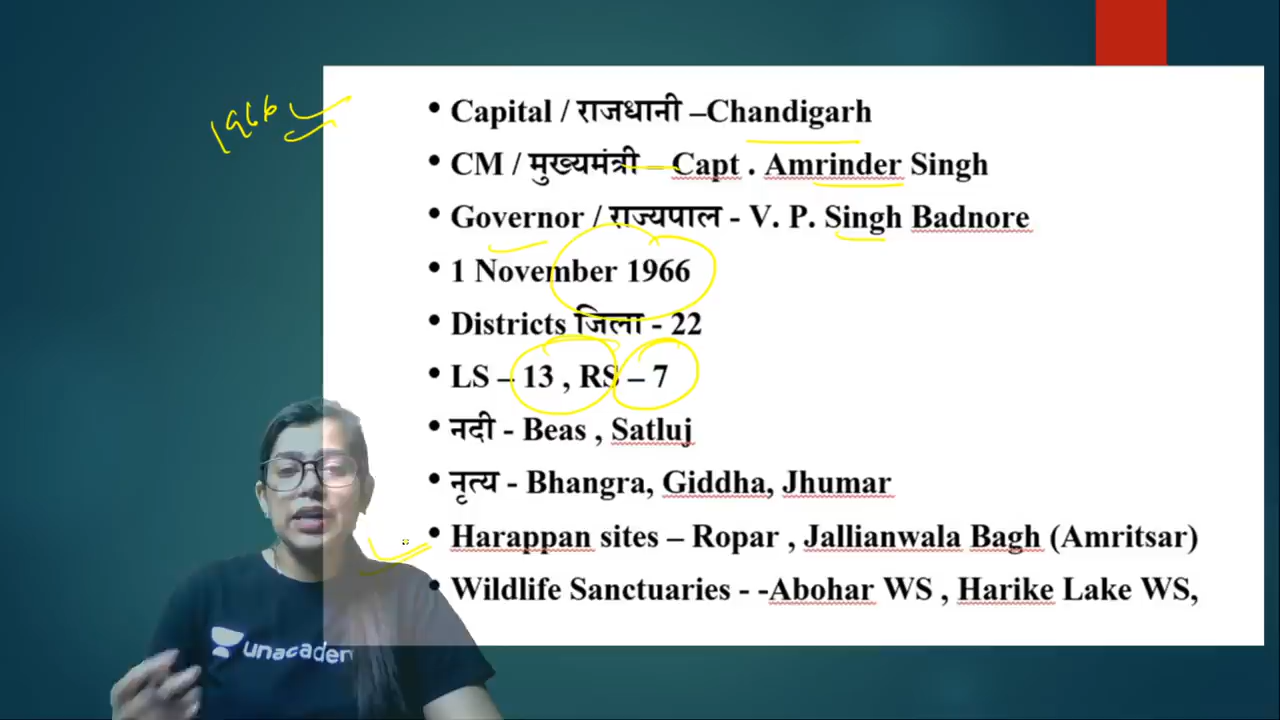 1966
• Capital / राजधानी –Chandigarh
• CM / मुख्यमंत्री – Capt . Amrinder Singh
• Governor / राज्यपाल - V. P. Singh Badnore
• 1 November 1966
• Districts जिला - 22
• LS – 13 , RS – 7
• नदी - Beas , Satluj
• नृत्य - Bhangra, Giddha, Jhumar
• Harappan sites – Ropar , Jallianwala Bagh (Amritsar)
• Wildlife Sanctuaries - -Abohar WS , Harike Lake WS,
unacadem